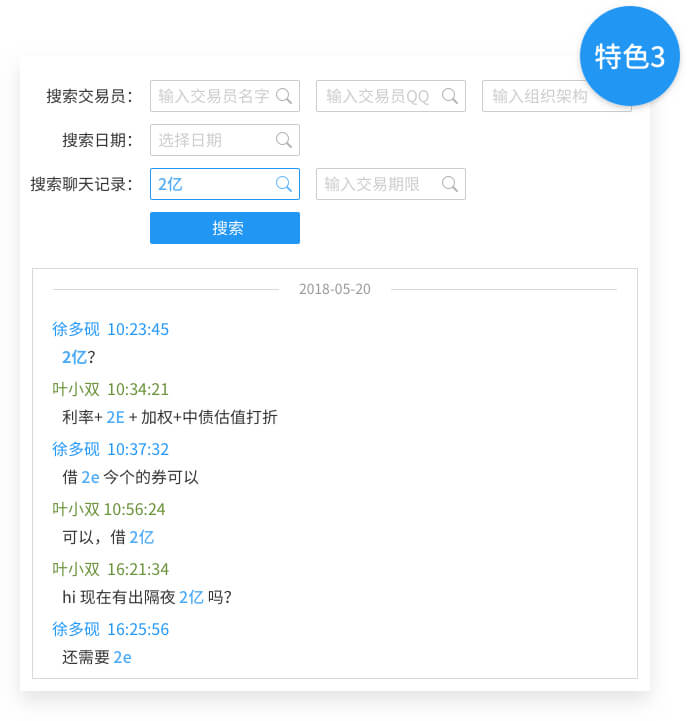 特色3
搜索交易员： 输入交易员名字 输入交易员QQ 输入组织架构
搜索日期： 选择日期
搜索聊天记录： 2亿 输入交易期限
搜索
2018-05-20
徐多砚 10:23:45
2亿?
叶小双 10:34:21
利率+ 2E + 加权+中债估值打折
徐多砚 10:37:32
借 2e 今个的券可以
叶小双 10:56:24
可以，借 2亿
叶小双 16:21:34
hi 现在有出隔夜 2亿 吗?
徐多砚 16:25:56
还需要 2e